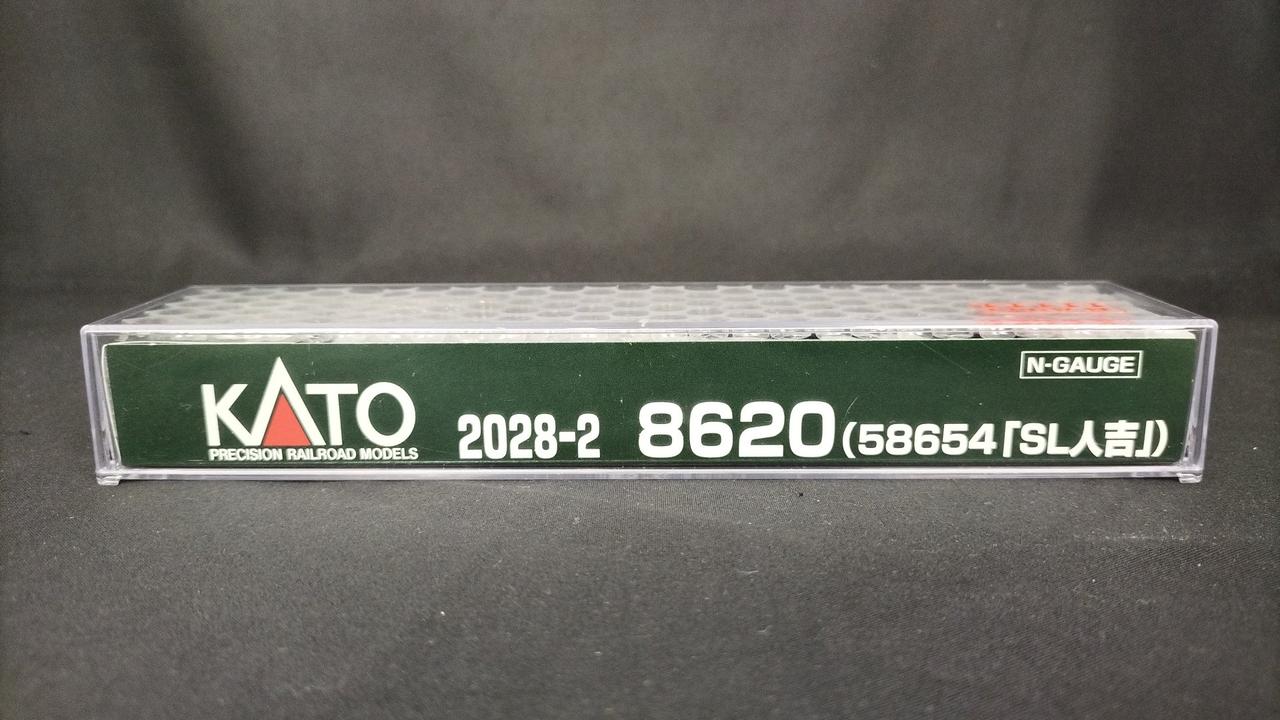 N-GAUGE
KATO 2028-2 8620(58654「SL人吉」)
PRECISION RAILROAD MODELS